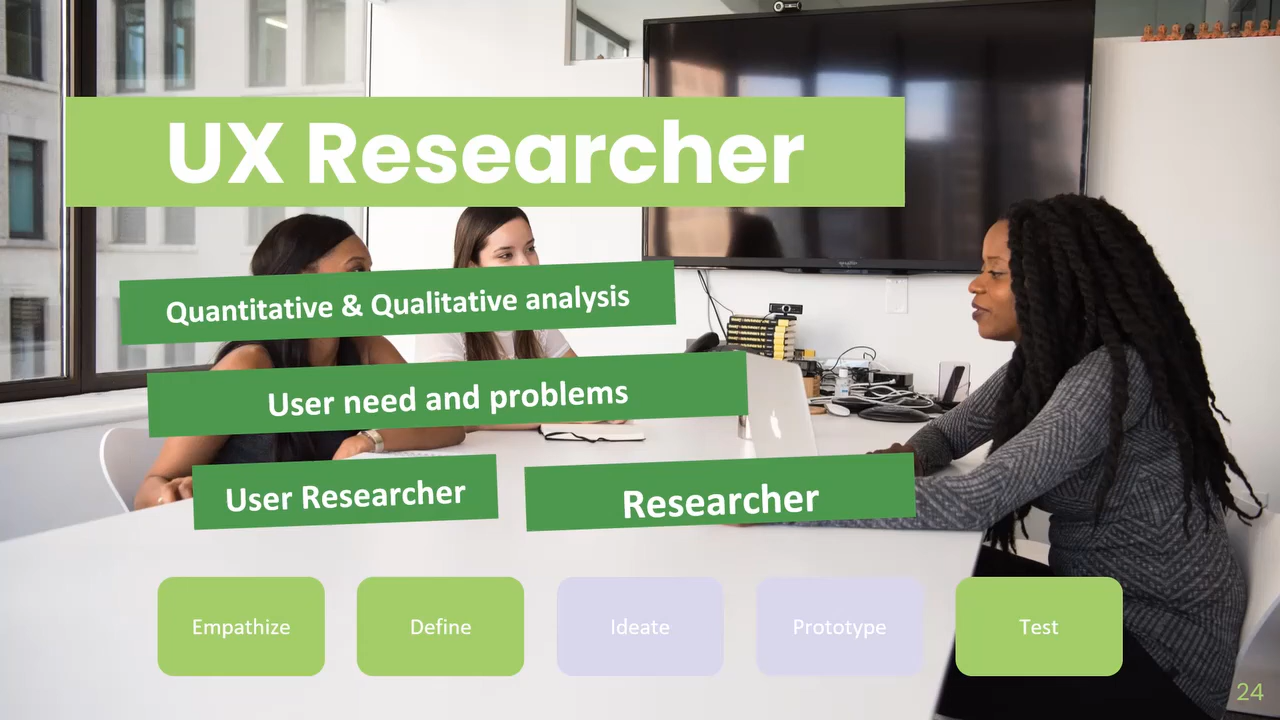 UX Researcher
Quantitative & Qualitative analysis
User need and problems
User Researcher
Researcher
Empathize
Define
Ideate
Prototype
Test
24